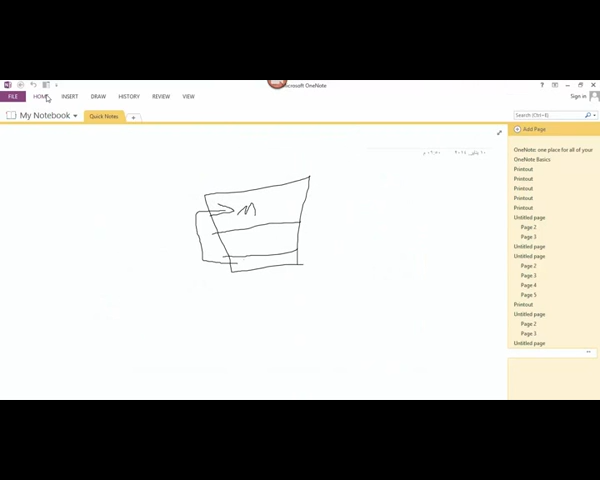 Microsoft OneNote
Sign in
FILE HOME INSERT DRAW HISTORY REVIEW VIEW
My Notebook Quick Notes
Search (Ctrl+E)
Add Page
M
OneNote: one place for all of your
OneNote Basics
Printout
Printout
Printout
Printout
Printout
Untitled page
Page 2
Page 3
Untitled page
Untitled page
Page 2
Page 3
Page 4
Page 5
Printout
Untitled page
Page 2
Page 3
Untitled page